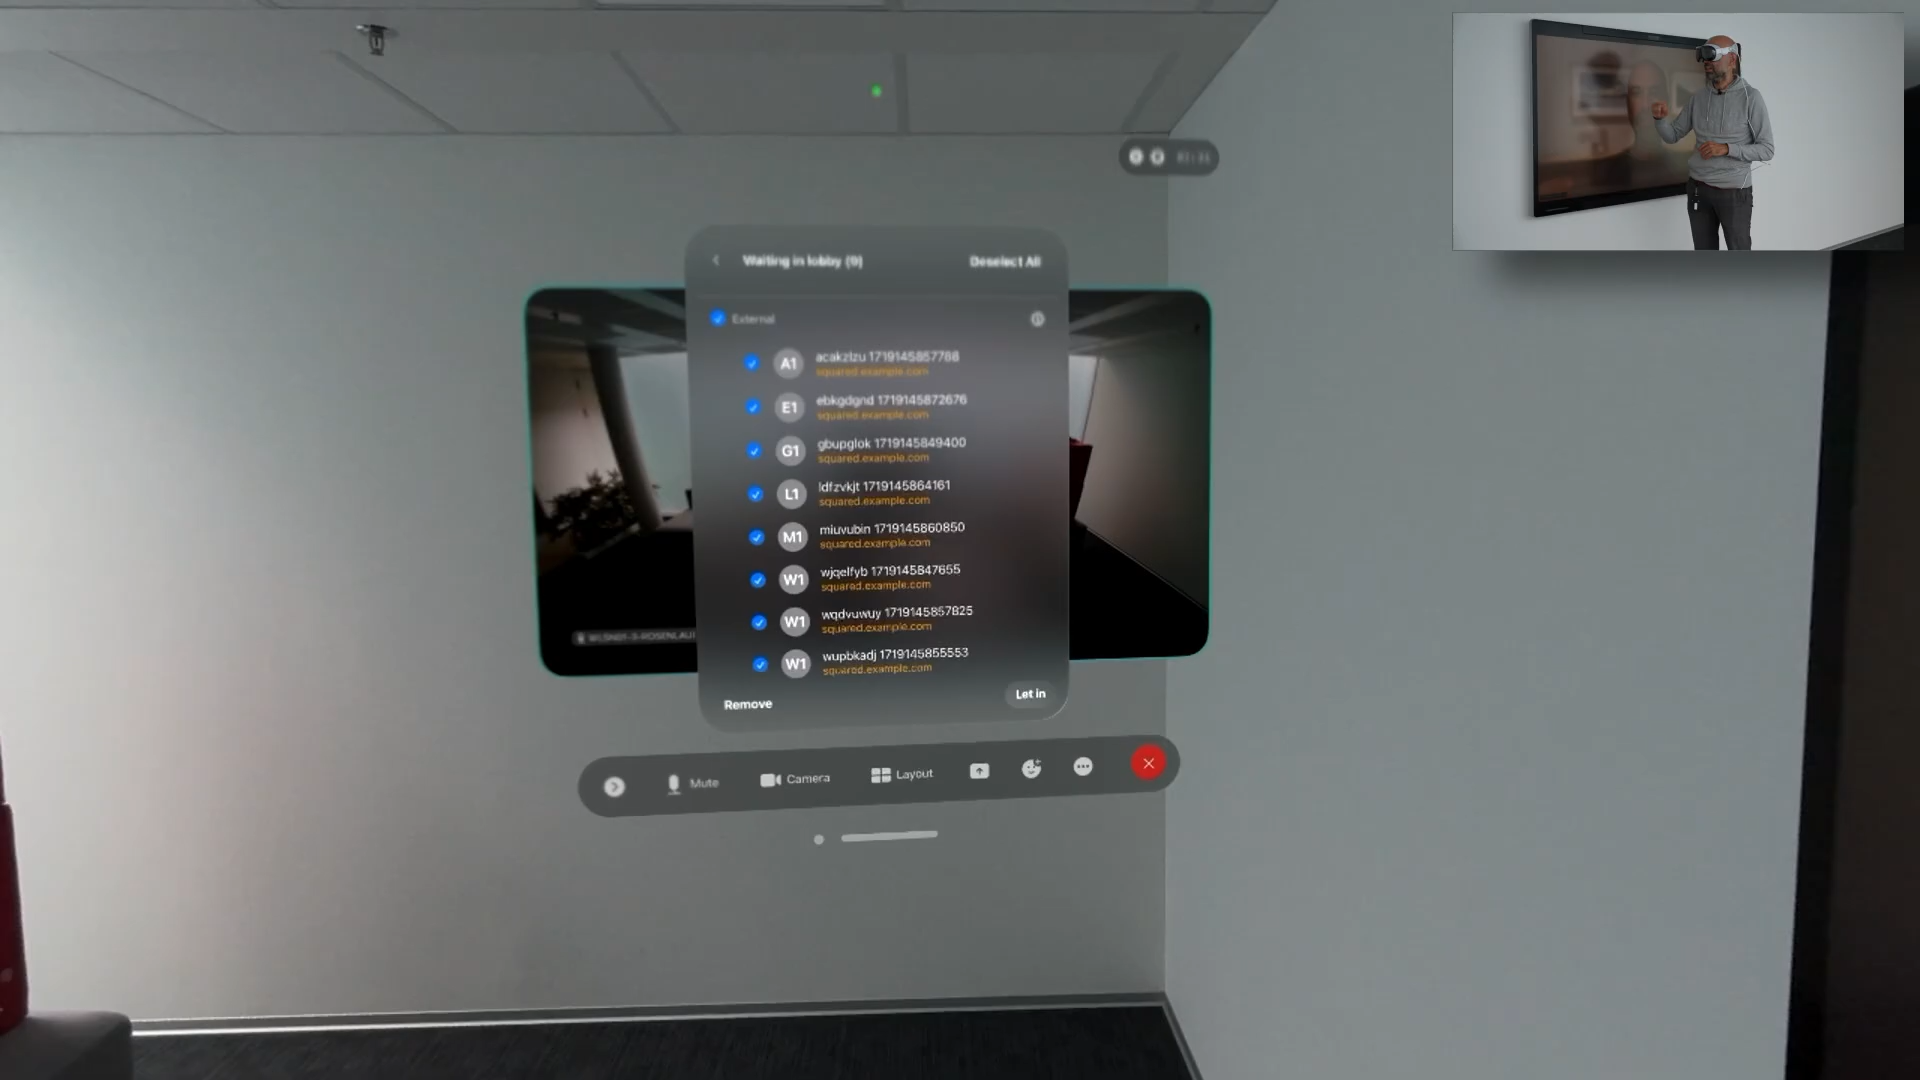 Waiting in lobby (9)
Deselect All
External
A1
acakzlzu 1719145857788
squared.example.com
E1
ebkgdgnd 1719145872676
squared.example.com
G1
gbupglok 1719145849400
squared.example.com
L1
ldfzvkjt 1719145864161
squared.example.com
M1
miuvubin 1719145860850
squared.example.com
W1
wjqelfyb 1719145847655
squared.example.com
W1
wqdvuwuy 1719145857825
squared.example.com
W1
wupbkadj 1719145855553
squared.example.com
Remove
Let in
Mute
Camera
Layout